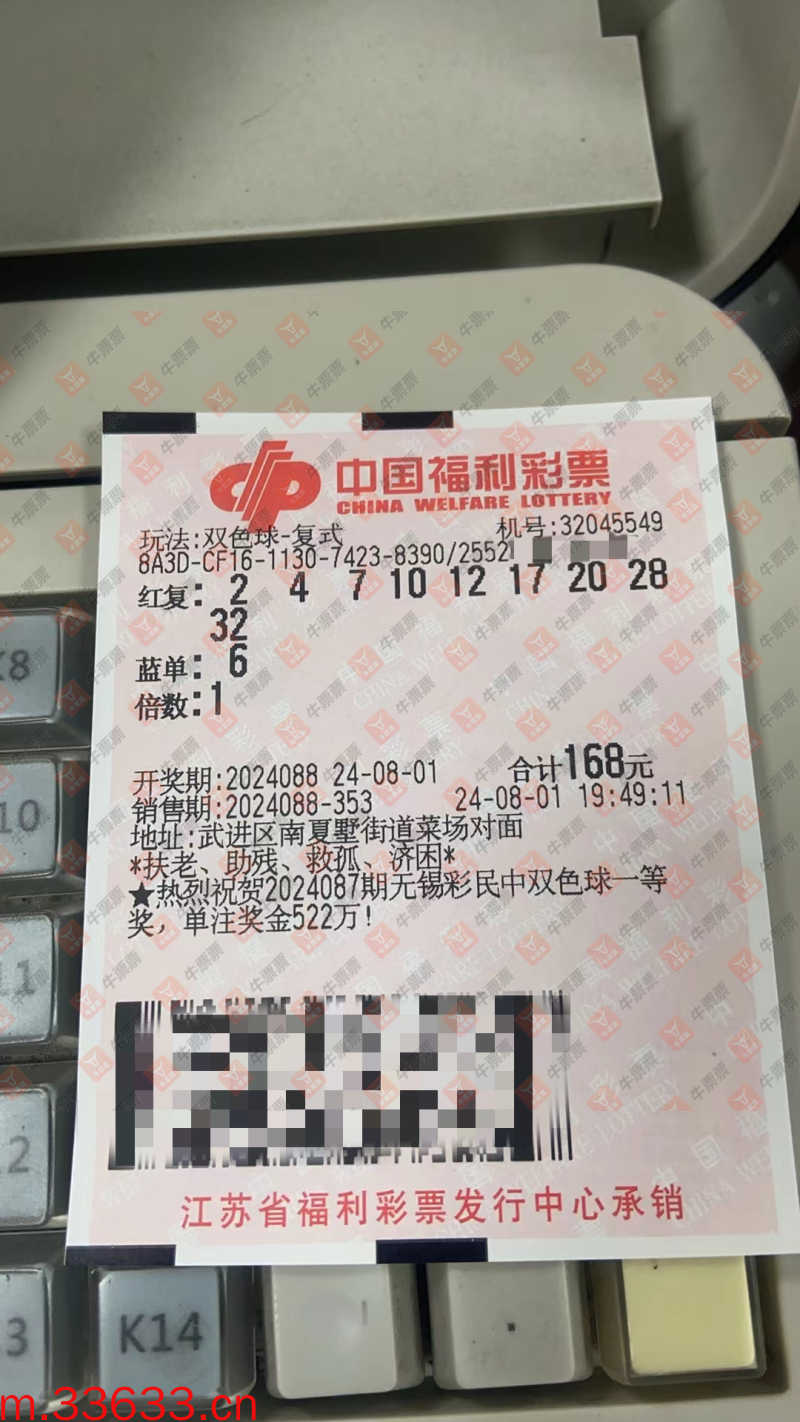 中国福利彩票
CHINA WELFARE LOTTERY
玩法:双色球-复式 机号:32045549
8A3D-CF16-1130-7423-8390/2552
红复: 2 4 7 10 12 17 20 28
32
蓝单: 6
倍数:1
开奖期:2024088 24-08-01 合计168元
销售期:2024088-353 24-08-01 19:49:11
地址:武进区南夏墅街道菜场对面
*扶老、助残、救孤、济困*
★热烈祝贺2024087期无锡彩民中双色球一等
奖，单注奖金522万!
江苏省福利彩票发行中心承销
K8
10
11
12
13
K14
牛票票
m.33633.cn